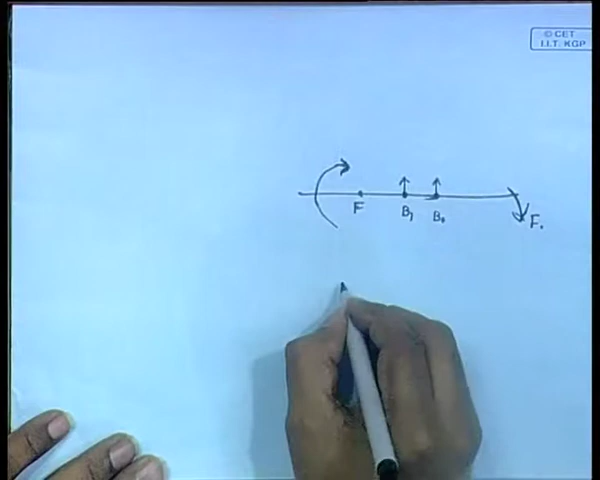 © CET
I.I.T. KGP
F B₁ B₀ F.